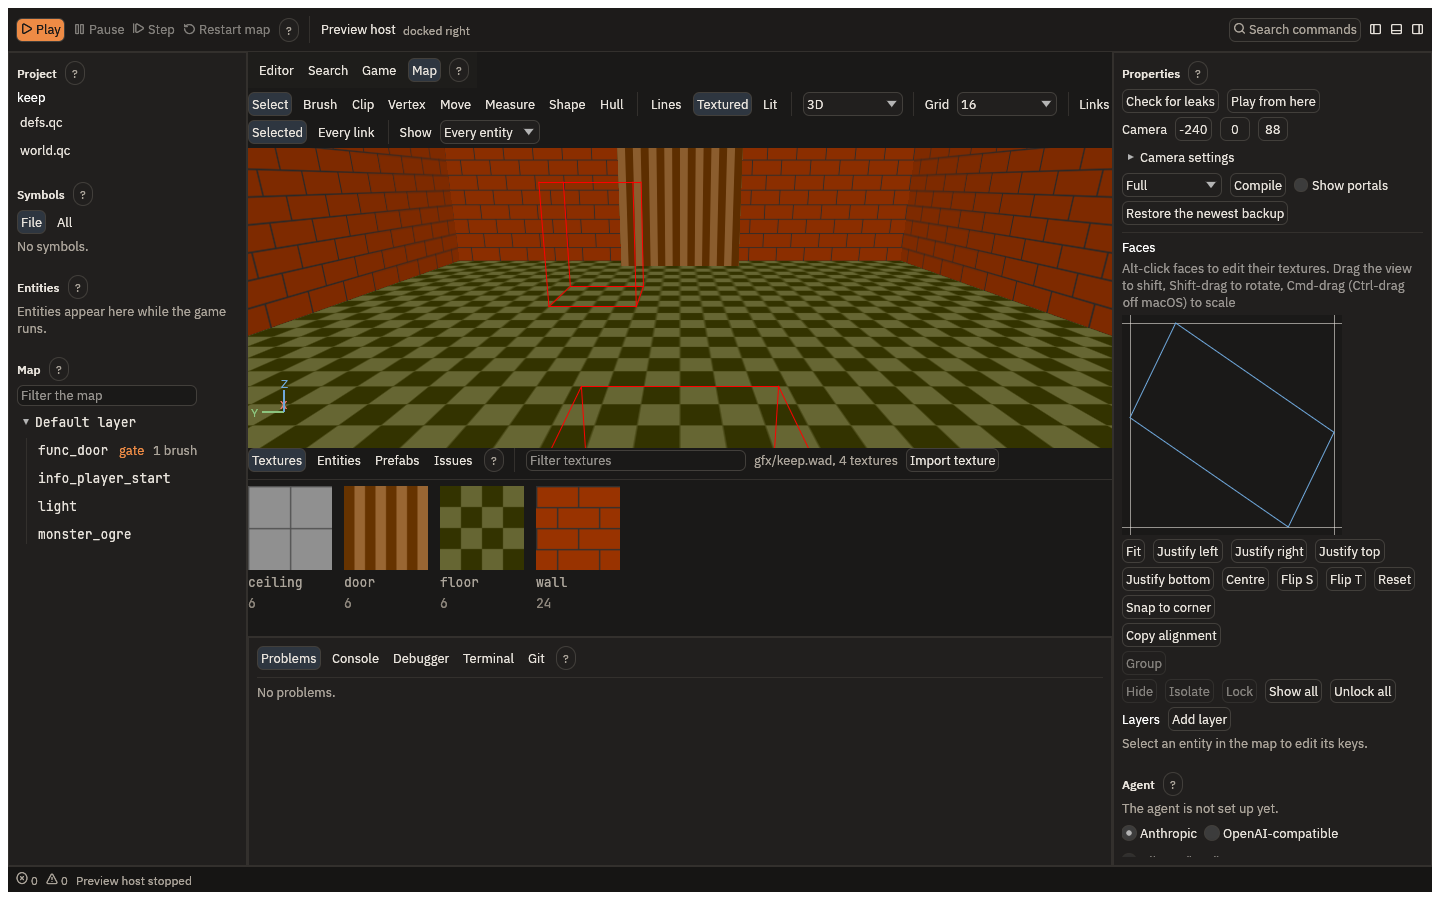 Play Pause Step Restart map ? Preview host docked right Search commands
Project ?
keep
defs.qc
world.qc
Symbols ?
File All
No symbols.
Entities ?
Entities appear here while the game
runs.
Map ?
Filter the map
Default layer
func_door gate 1 brush
info_player_start
light
monster_ogre
Editor Search Game Map ?
Select Brush Clip Vertex Move Measure Shape Hull Lines Textured Lit 3D Grid 16 Links
Selected Every link Show Every entity
Z
Y X
Textures Entities Prefabs Issues ? Filter textures gfx/keep.wad, 4 textures Import texture
ceiling door floor wall
6 6 6 24
Problems Console Debugger Terminal Git ?
No problems.
Properties ?
Check for leaks Play from here
Camera -240 0 88
Camera settings
Full Compile Show portals
Restore the newest backup
Faces
Alt-click faces to edit their textures. Drag the view
to shift, Shift-drag to rotate, Cmd-drag (Ctrl-drag
off macOS) to scale
Fit Justify left Justify right Justify top
Justify bottom Centre Flip S Flip T Reset
Snap to corner
Copy alignment
Group
Hide Isolate Lock Show all Unlock all
Layers Add layer
Select an entity in the map to edit its keys.
Agent ?
The agent is not set up yet.
Anthropic OpenAI-compatible
0 0 Preview host stopped